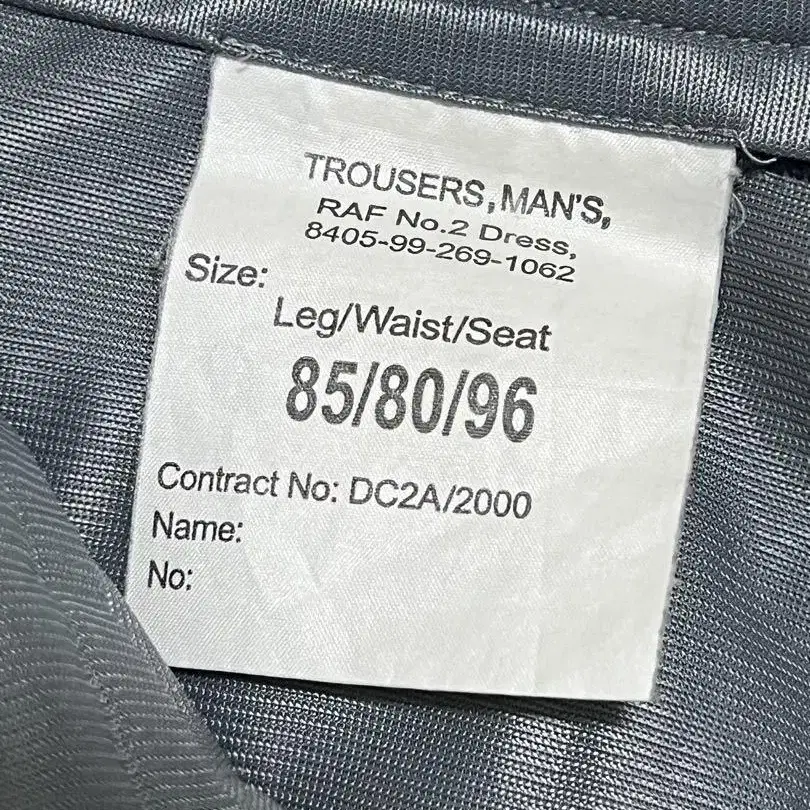 TROUSERS, MAN'S,
RAF No.2 Dress,
8405-99-269-1062
Size:
Leg/Waist/Seat
85/80/96
Contract No: DC2A/2000
Name:
No: